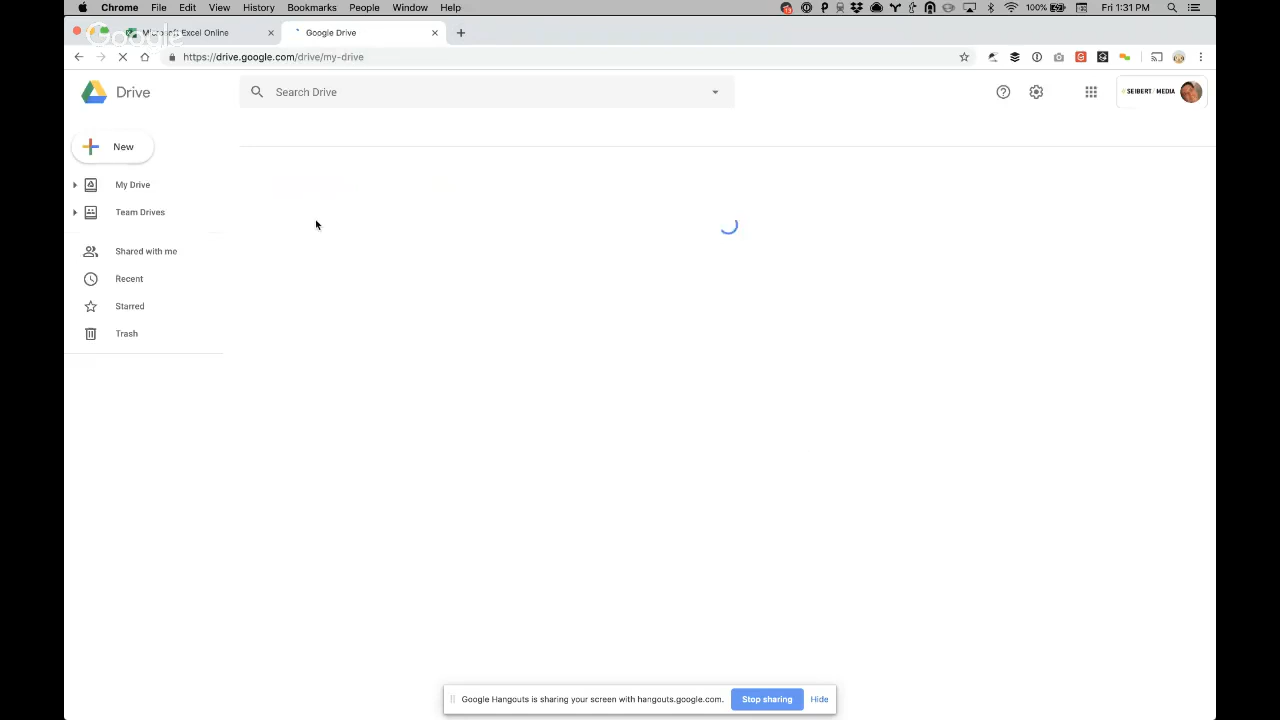 Chrome File Edit View History Bookmarks People Window Help 100% Fri 1:31 PM
Google
Microsoft Excel Online Google Drive
https://drive.google.com/drive/my-drive
Drive Search Drive SEIBERT/MEDIA
New
My Drive
Team Drives
Shared with me
Recent
Starred
Trash
Google Hangouts is sharing your screen with hangouts.google.com. Stop sharing Hide